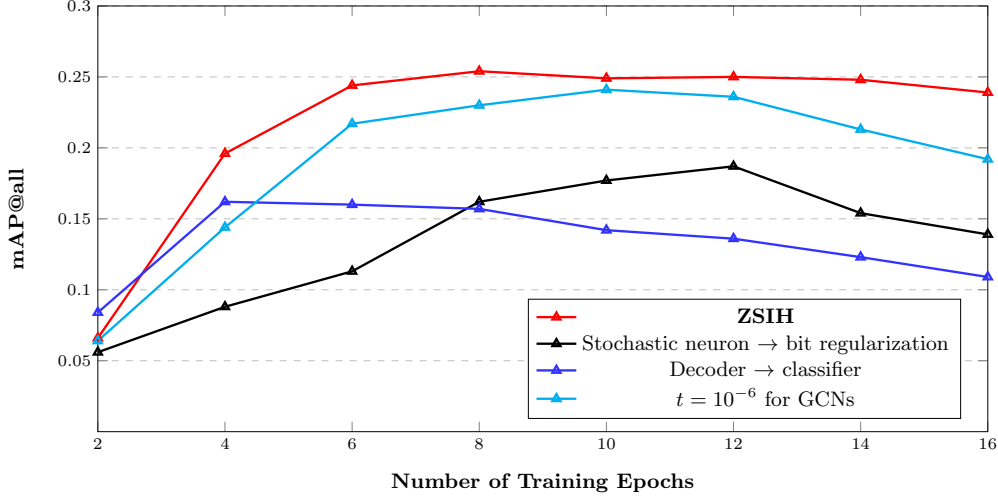 0.3
0.25
0.2
0.15
0.1
0.05
mAP@all
ZSIH
Stochastic neuron → bit regularization
Decoder → classifier
t = 10⁻⁶ for GCNs
2 4 6 8 10 12 14 16
Number of Training Epochs